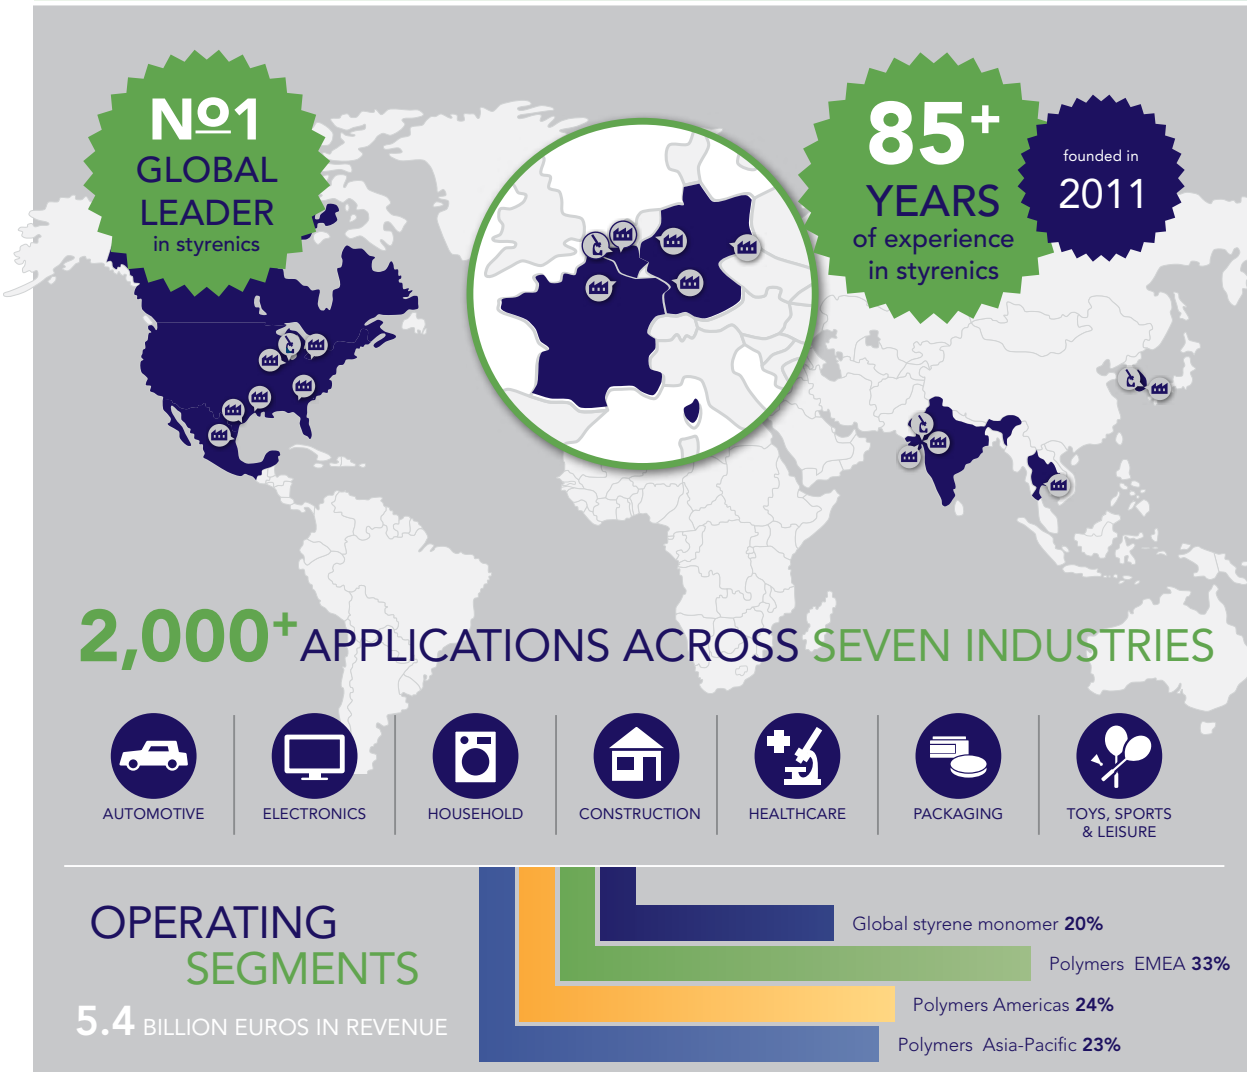 Nº1
GLOBAL
LEADER
in styrenics
85+
YEARS
of experience
in styrenics
founded in
2011
2,000+ APPLICATIONS ACROSS SEVEN INDUSTRIES
AUTOMOTIVE
ELECTRONICS
HOUSEHOLD
CONSTRUCTION
HEALTHCARE
PACKAGING
TOYS, SPORTS
& LEISURE
OPERATING
SEGMENTS
5.4 BILLION EUROS IN REVENUE
Global styrene monomer 20%
Polymers EMEA 33%
Polymers Americas 24%
Polymers Asia-Pacific 23%